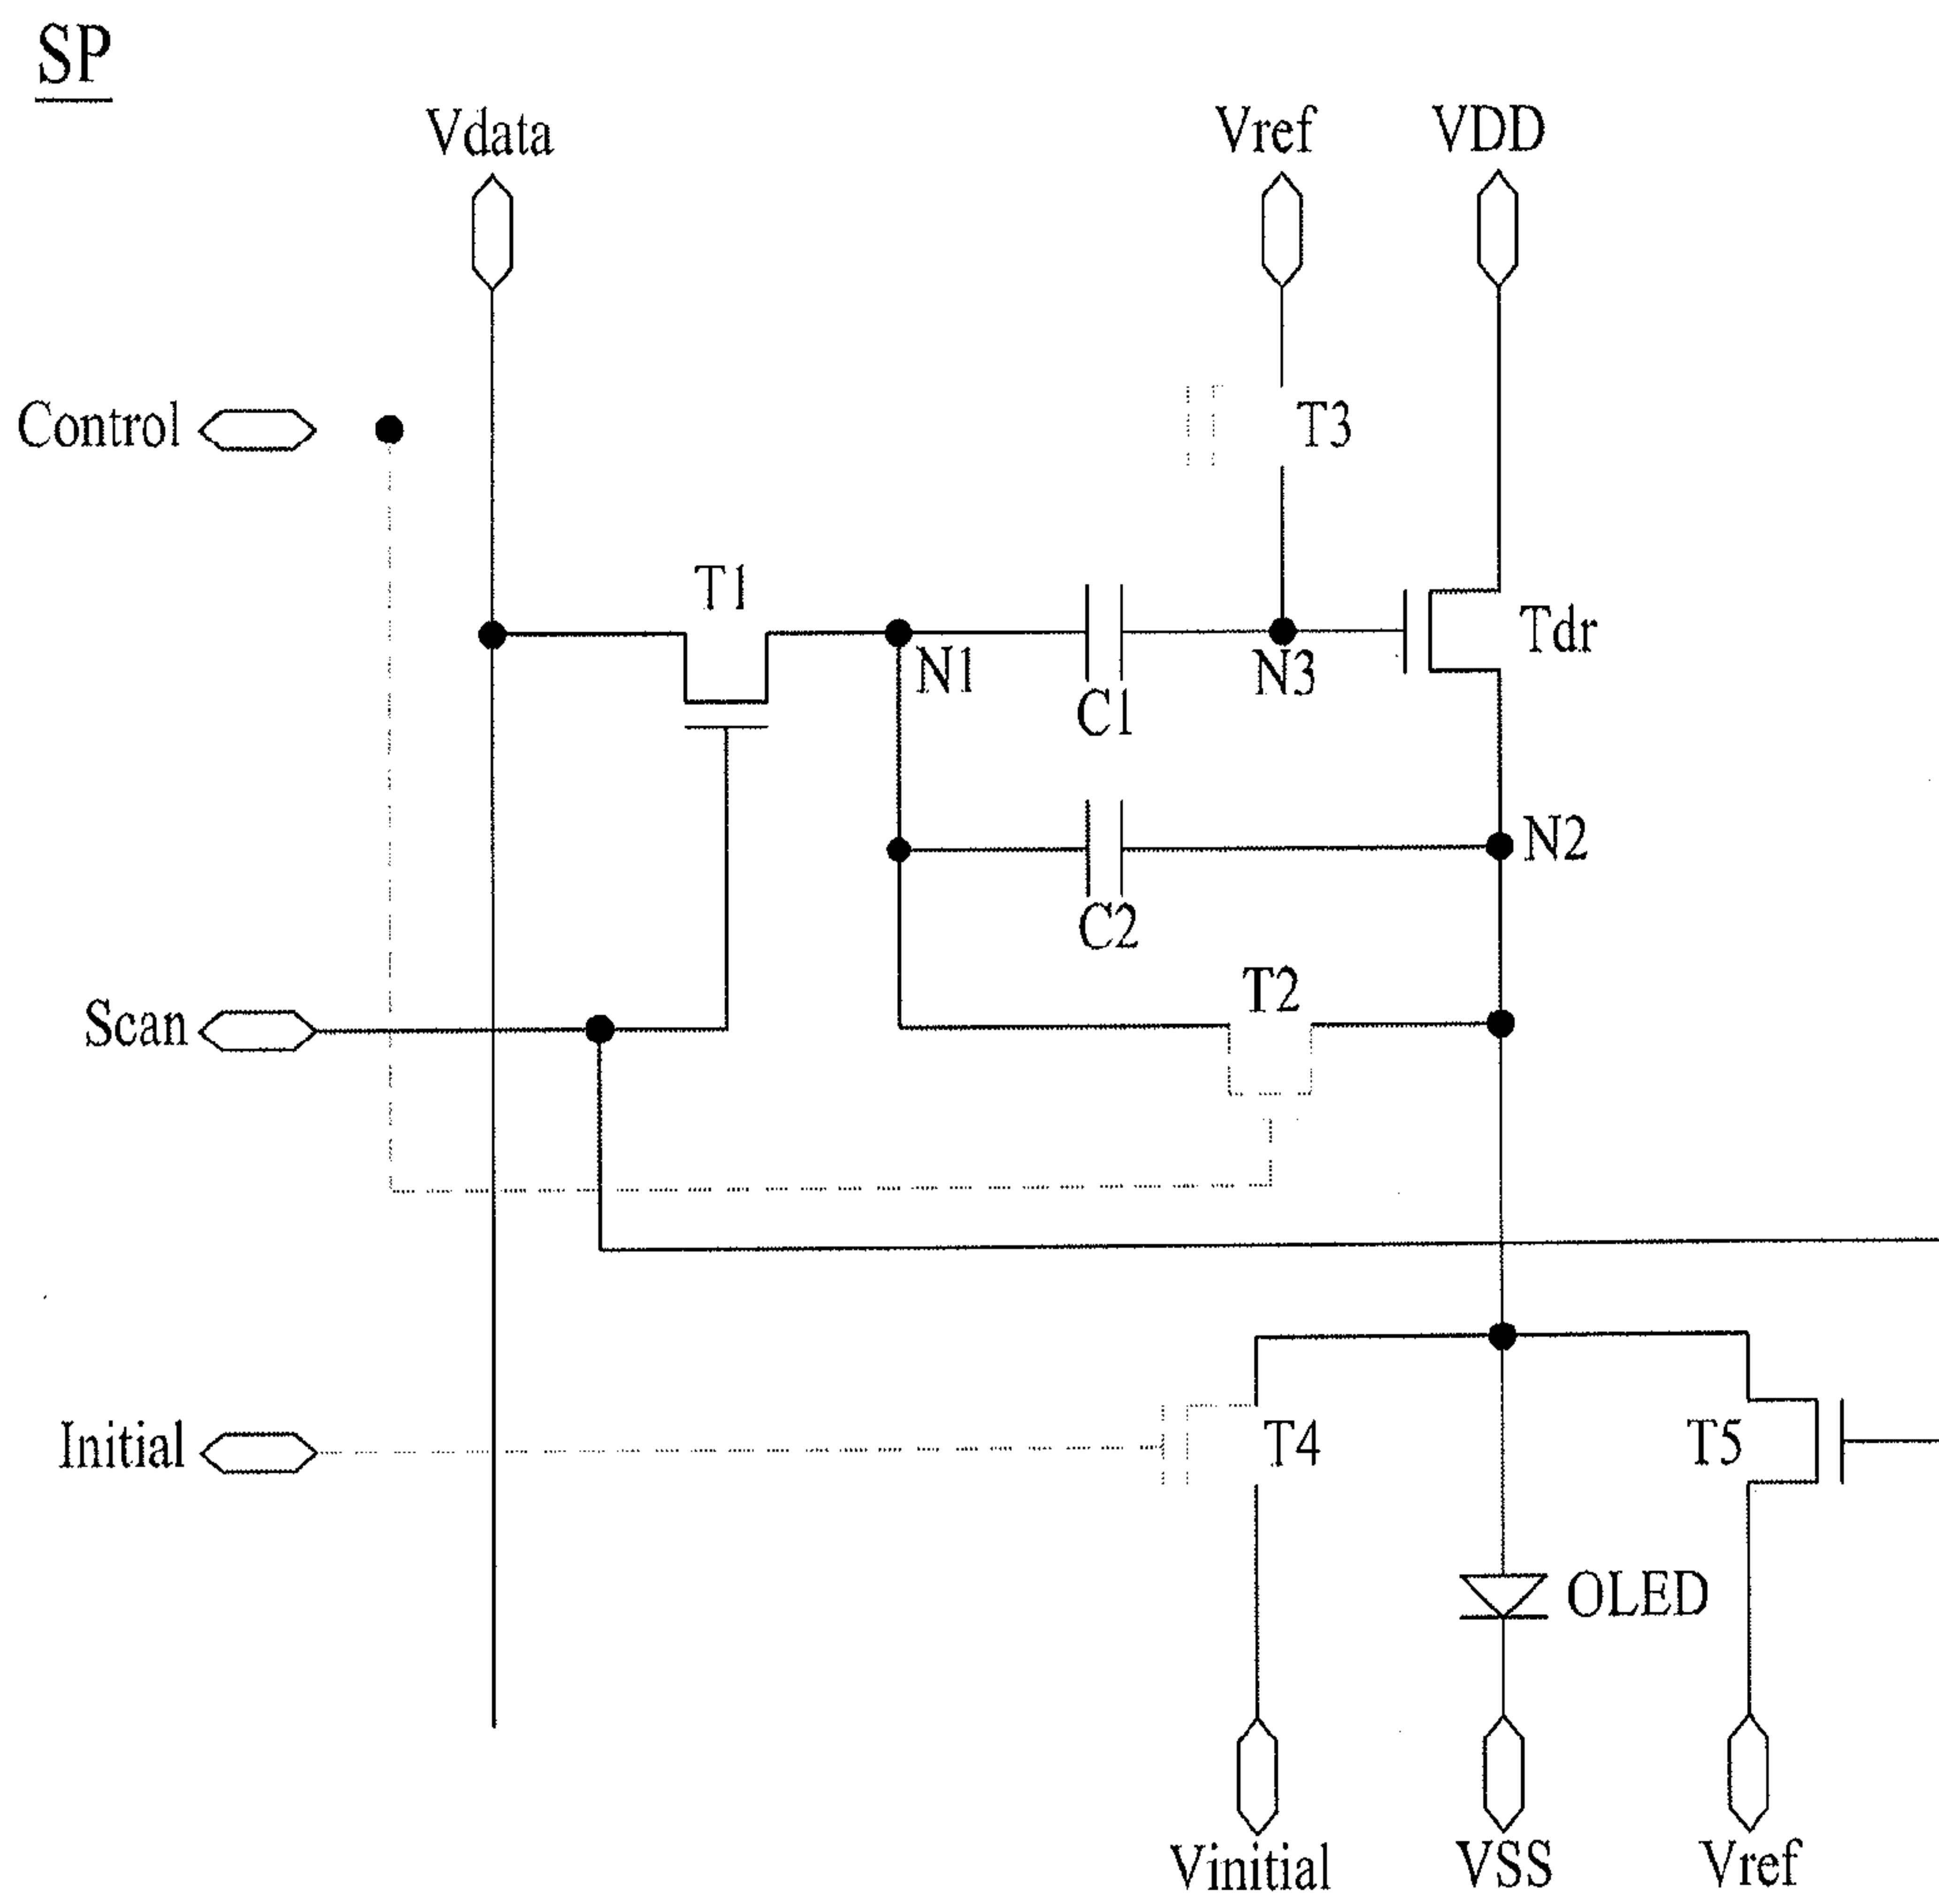 SP
Vdata
Vref
VDD
Control
T3
T1
Tdr
N1
N3
C1
N2
C2
T2
Scan
Initial
T4
T5
OLED
Vinitial
VSS
Vref